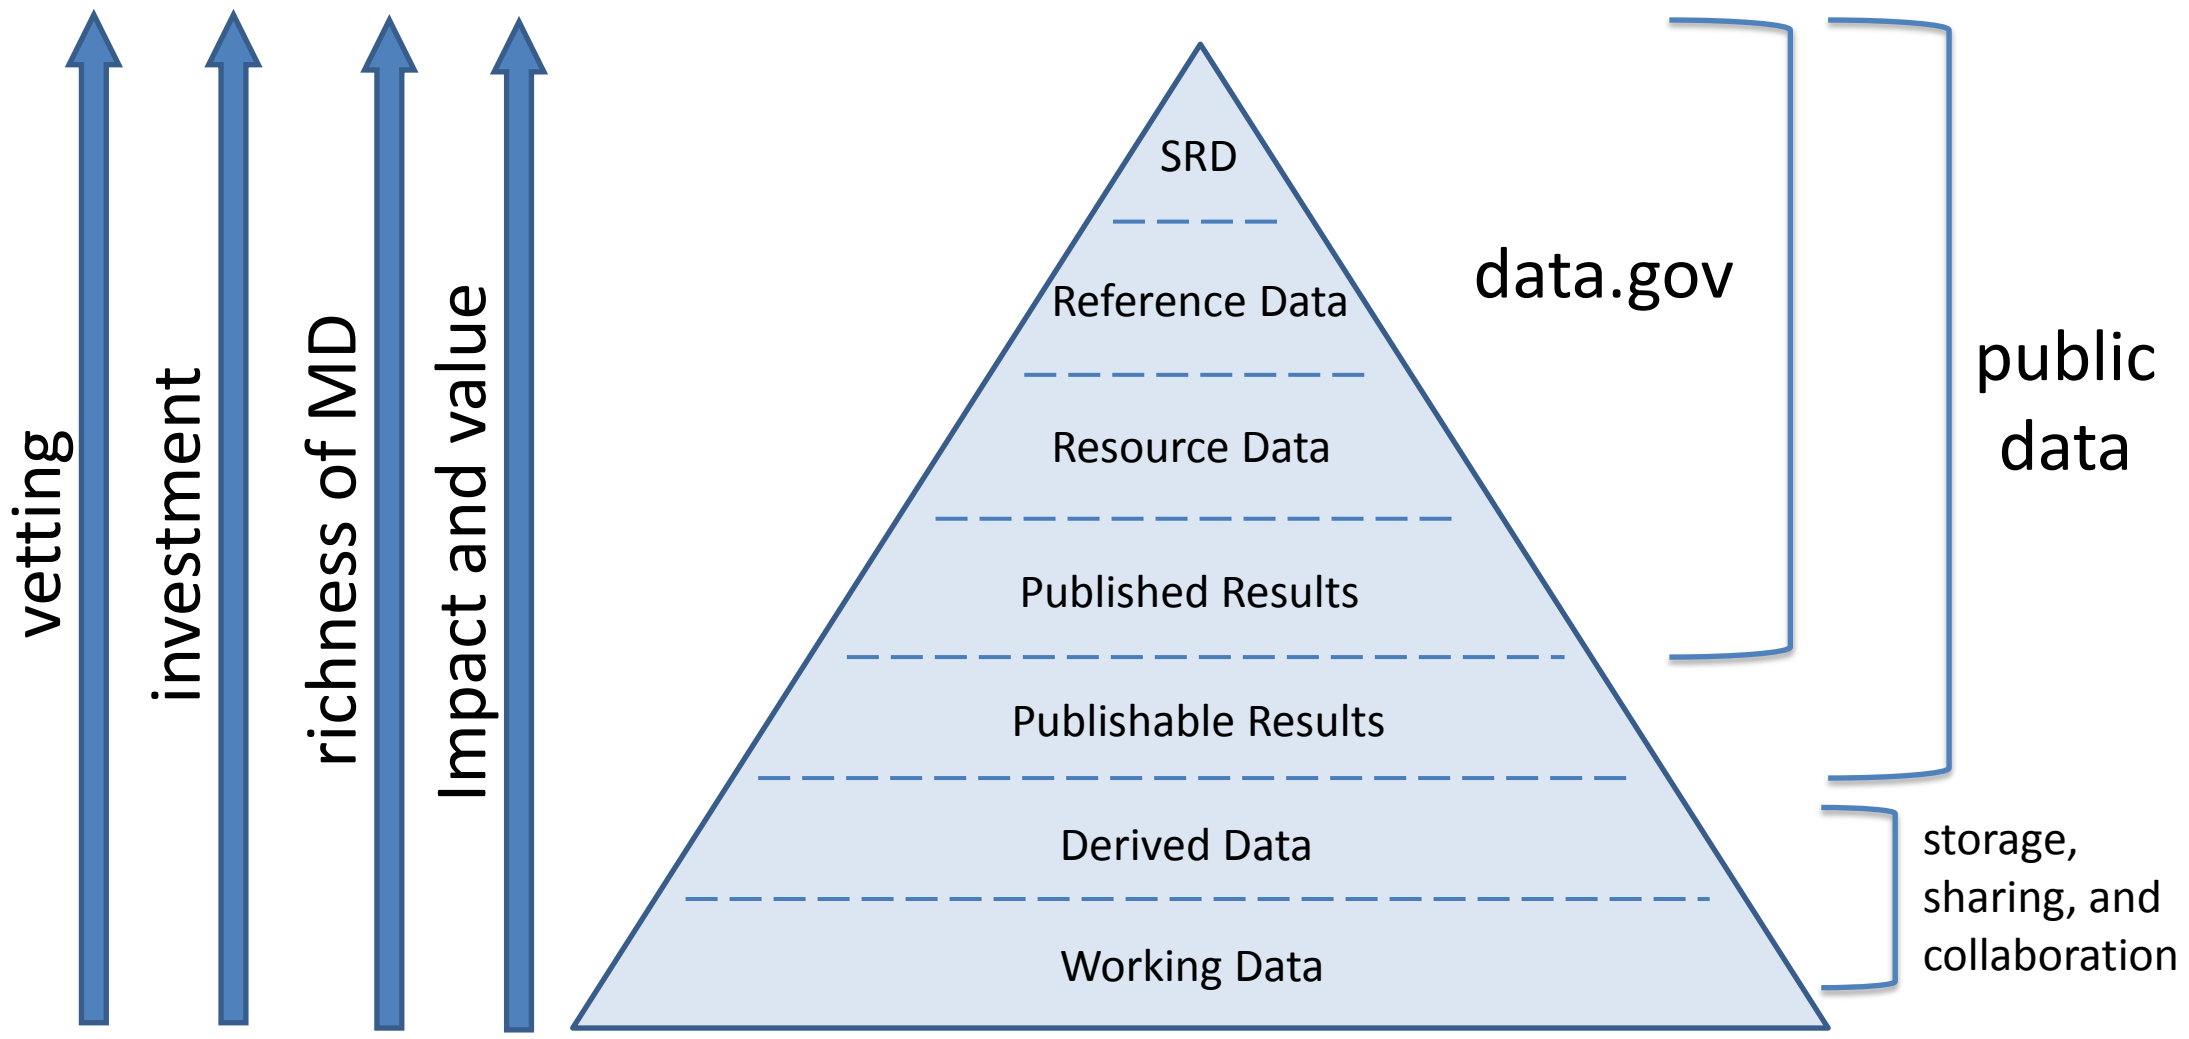 vetting
investment
richness of MD
Impact and value
SRD
Reference Data
Resource Data
Published Results
Publishable Results
Derived Data
Working Data
data.gov
public
data
storage,
sharing, and
collaboration